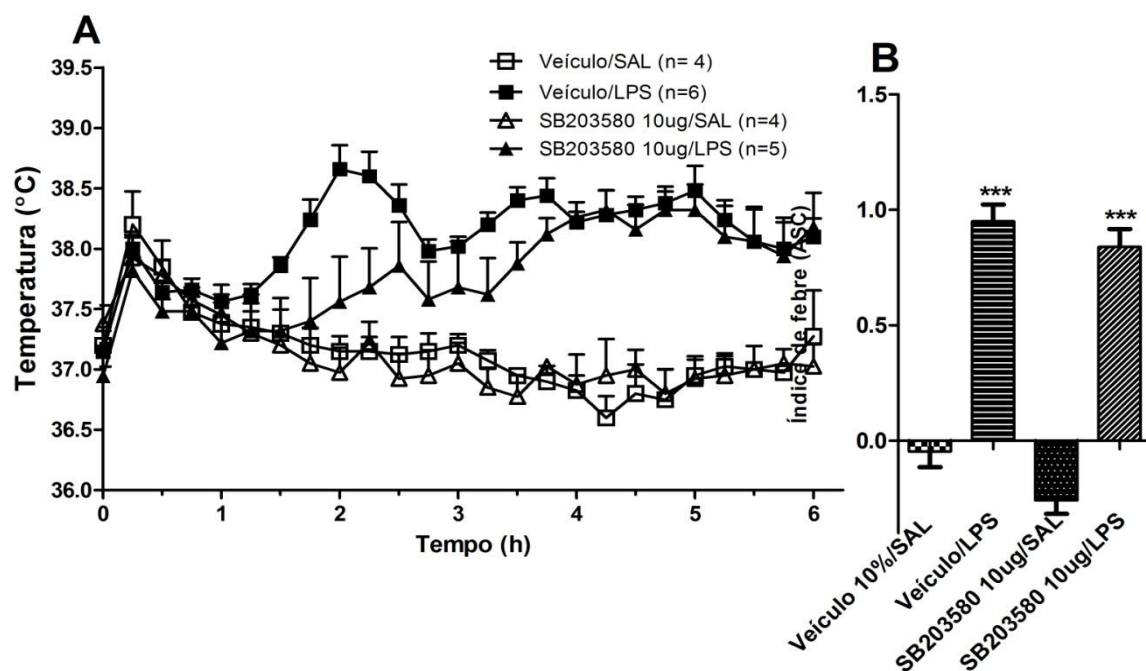 A
Veículo/SAL (n= 4)
Veículo/LPS (n=6)
SB203580 10ug/SAL (n=4)
SB203580 10ug/LPS (n=5)
Temperatura (°C)
39.5
39.0
38.5
38.0
37.5
37.0
36.5
36.0
0
1
2
3
4
5
6
Tempo (h)
B
Índice de febre (ASC)
1.5
1.0
0.5
0.0
***
***
Veículo 10%/SAL
Veículo/LPS
SB203580 10ug/SAL
SB203580 10ug/LPS